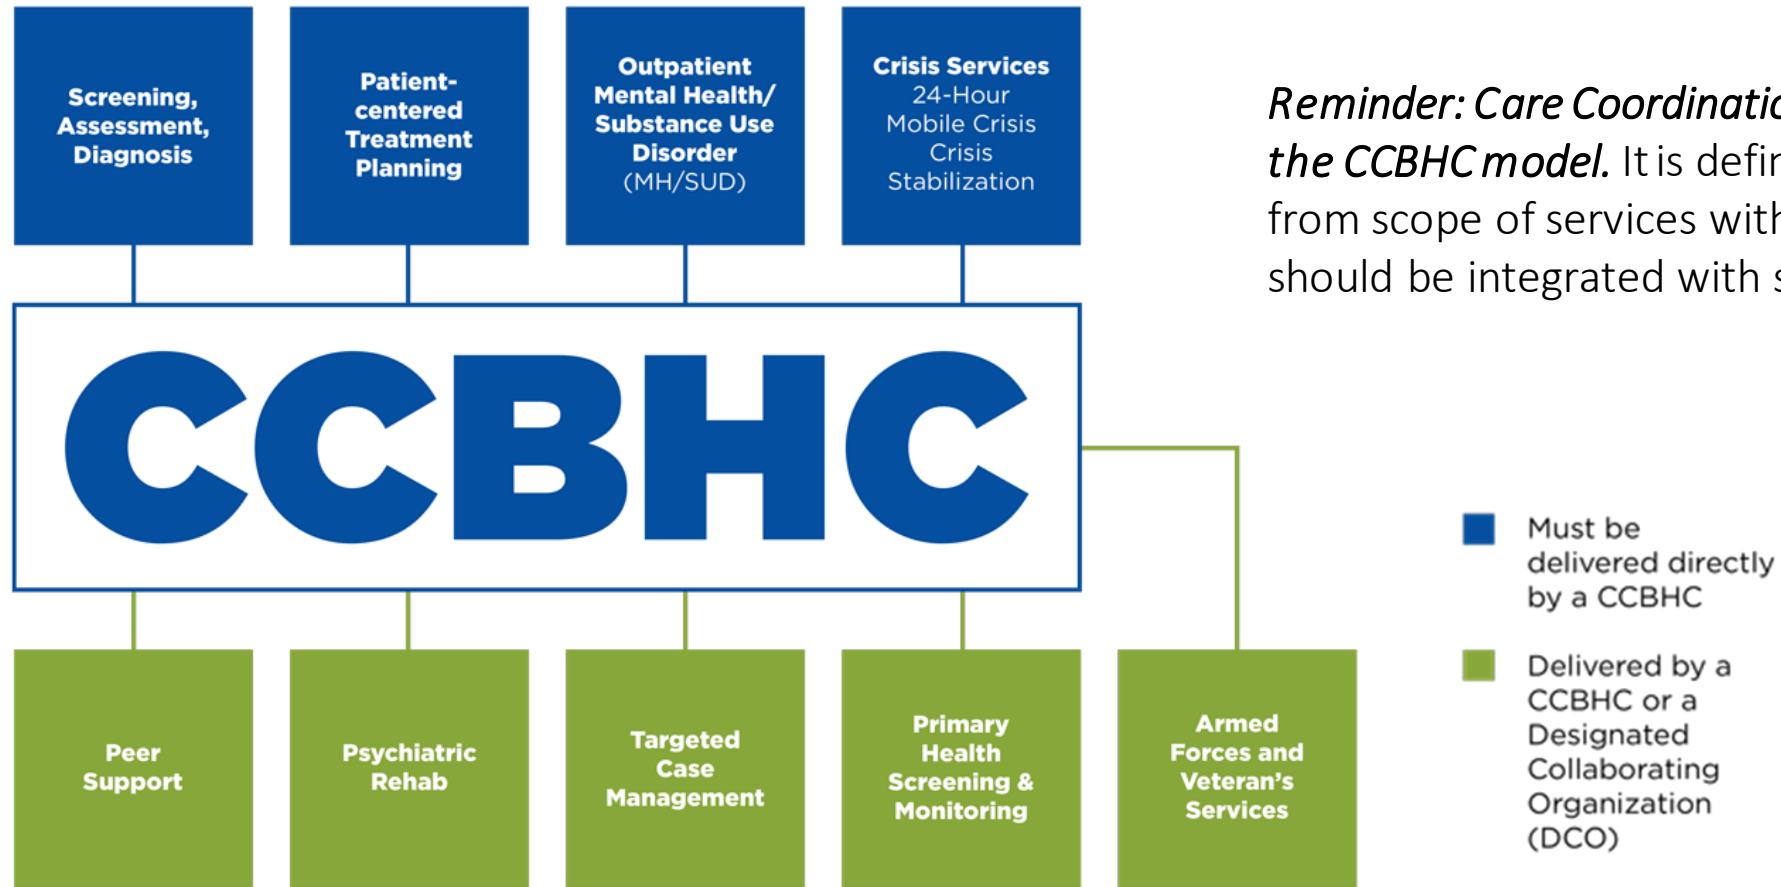 Screening,
Assessment,
Diagnosis
Patient-
centered
Treatment
Planning
Outpatient
Mental Health/
Substance Use
Disorder
(MH/SUD)
Crisis Services
24-Hour
Mobile Crisis
Crisis
Stabilization
Reminder: Care Coordinatio
the CCBHC model. It is defin
from scope of services with
should be integrated with s
CCBHC
Must be
delivered directly
by a CCBHC
Delivered by a
CCBHC or a
Designated
Collaborating
Organization
(DCO)
Peer
Support
Psychiatric
Rehab
Targeted
Case
Management
Primary
Health
Screening &
Monitoring
Armed
Forces and
Veteran's
Services